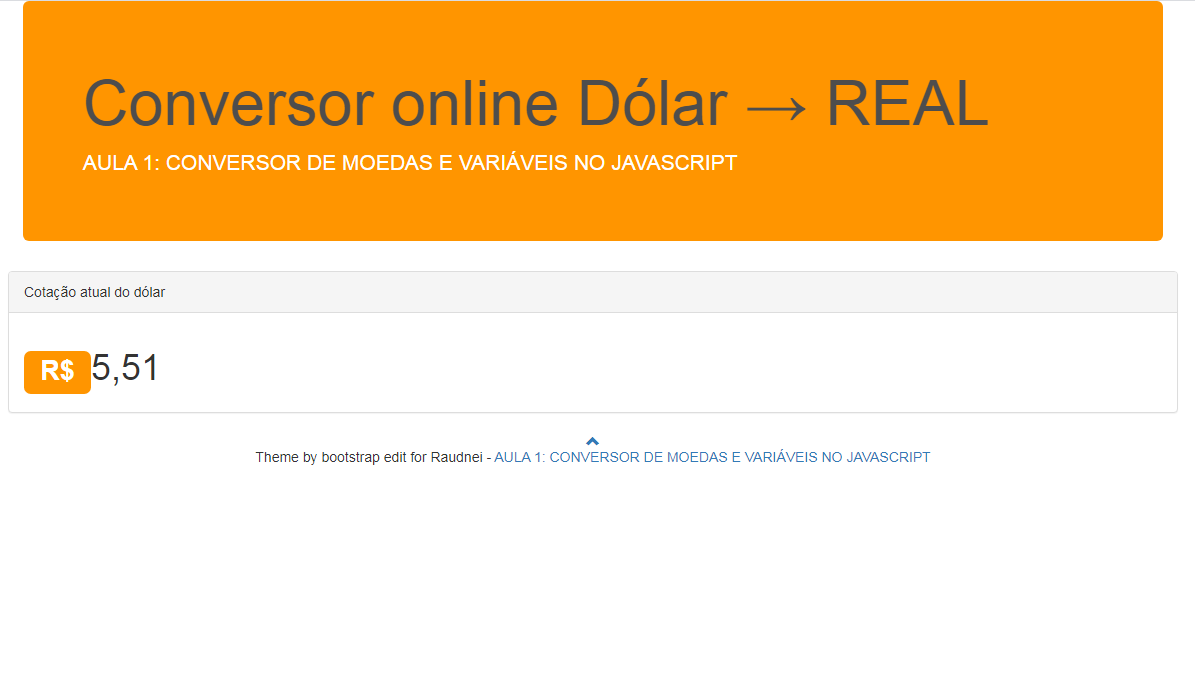 Conversor online Dólar → REAL
AULA 1: CONVERSOR DE MOEDAS E VARIÁVEIS NO JAVASCRIPT
Cotação atual do dólar
R$ 5,51
Theme by bootstrap edit for Raudnei - AULA 1: CONVERSOR DE MOEDAS E VARIÁVEIS NO JAVASCRIPT